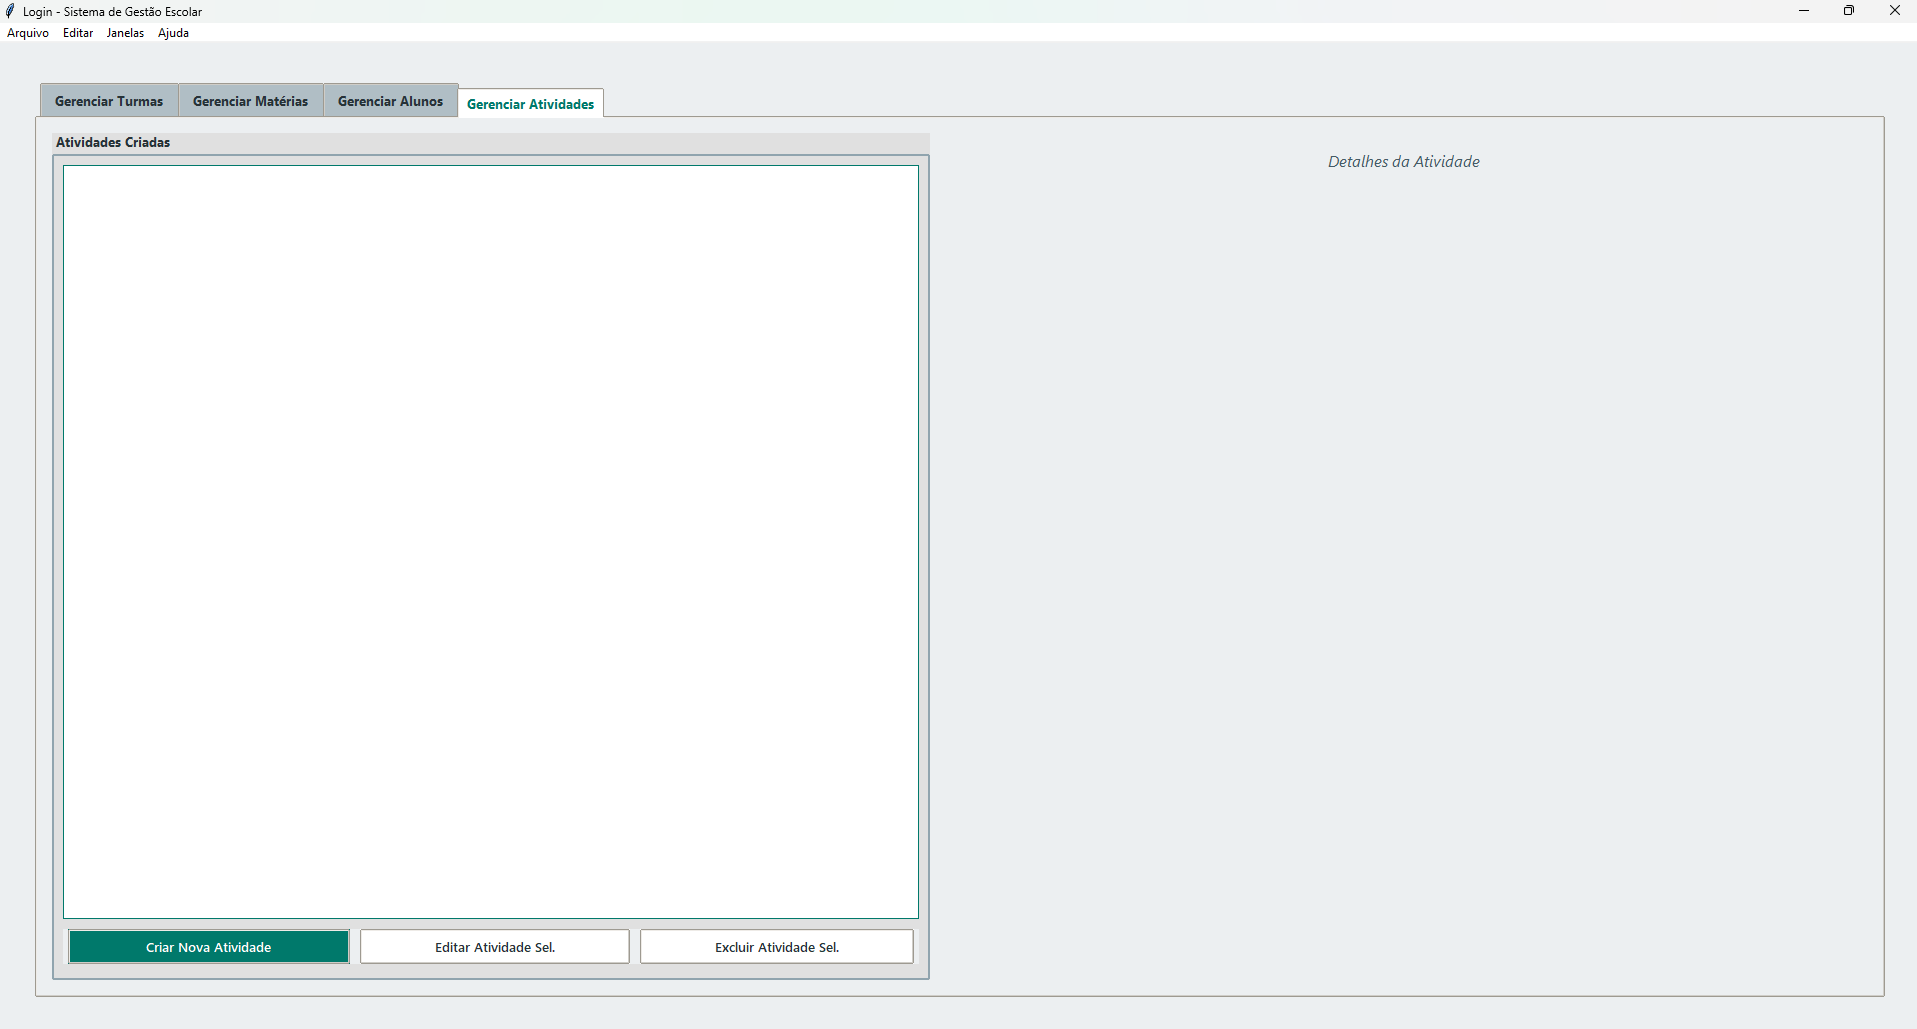 Login - Sistema de Gestão Escolar
Arquivo Editar Janelas Ajuda
Gerenciar Turmas Gerenciar Matérias Gerenciar Alunos Gerenciar Atividades
Atividades Criadas
Detalhes da Atividade
Criar Nova Atividade Editar Atividade Sel. Excluir Atividade Sel.